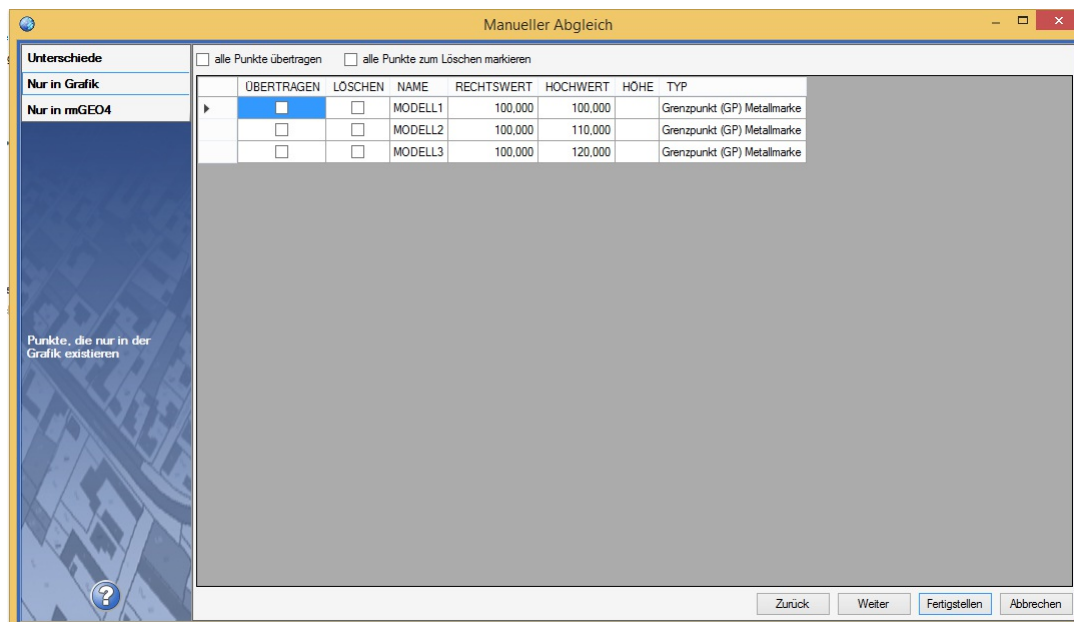 Manueller Abgleich
Unterschiede
Nur in Grafik
Nur in rmGEO4
alle Punkte übertragen alle Punkte zum Löschen markieren
ÜBERTRAGEN LÖSCHEN NAME RECHTSWERT HOCHWERT HÖHE TYP
MODELL1 100,000 100,000 Grenzpunkt (GP) Metallmarke
MODELL2 100,000 110,000 Grenzpunkt (GP) Metallmarke
MODELL3 100,000 120,000 Grenzpunkt (GP) Metallmarke
Punkte, die nur in der
Grafik existieren
?
Zurück Weiter Fertigstellen Abbrechen